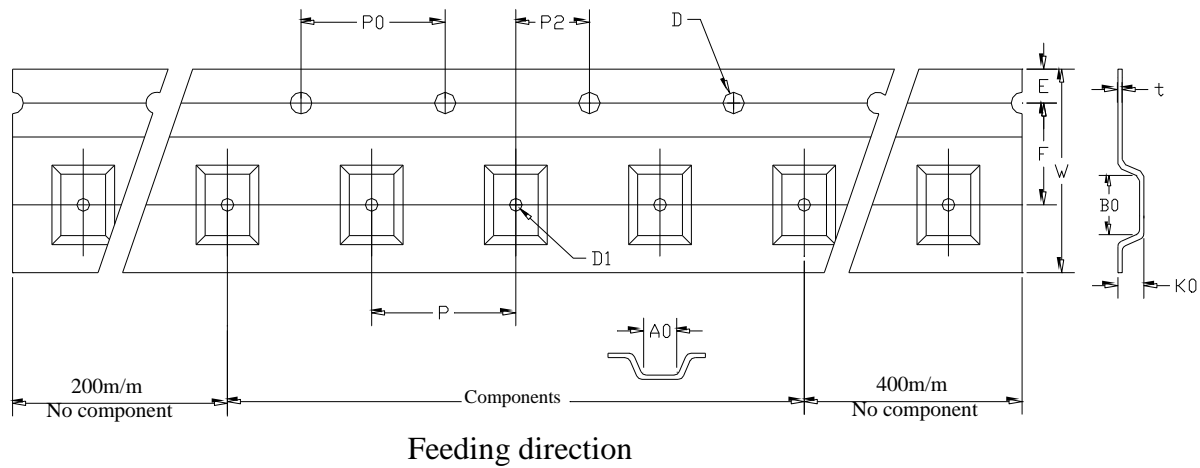 P0
P2
D
E
t
F
W
B0
D1
K0
P
A0
200m/m
No component
Components
400m/m
No component
Feeding direction